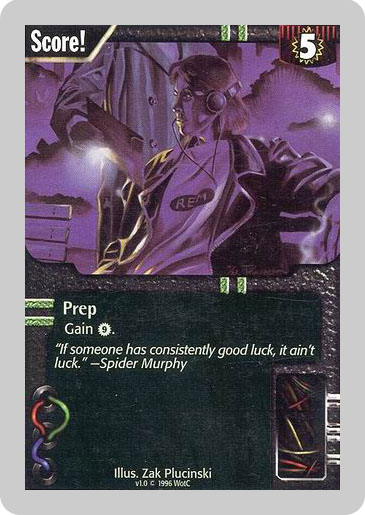 Score!
5
REM
Prep
Gain 9.
"If someone has consistently good luck, it ain't
luck." —Spider Murphy
Illus. Zak Plucinski
v1.0 © 1996 WotC